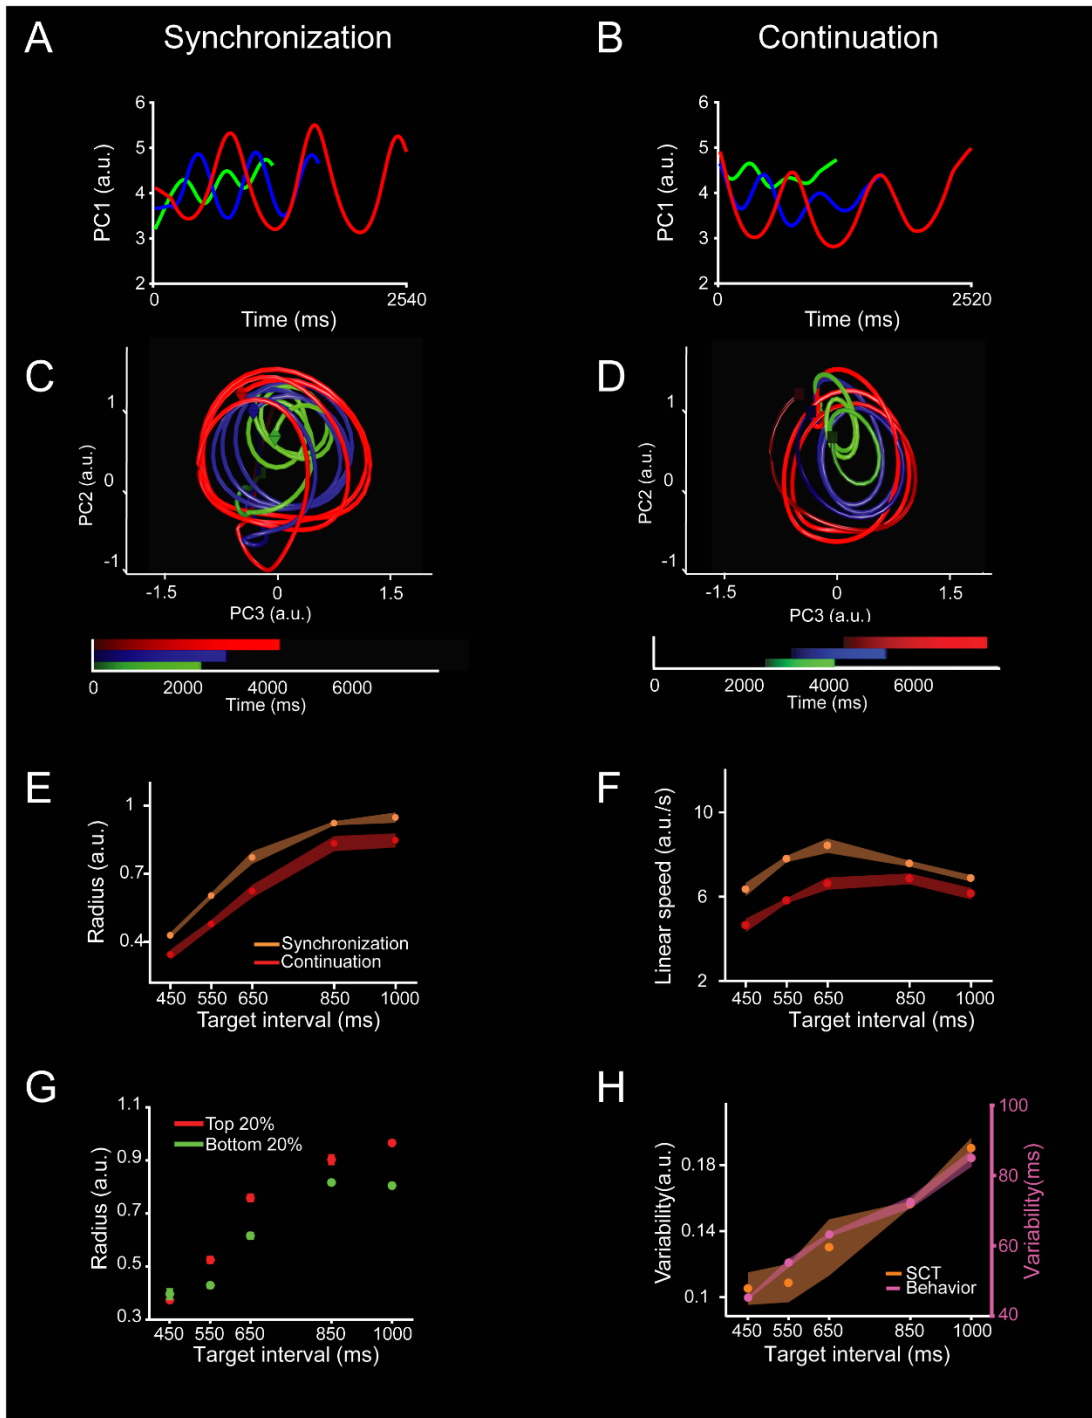 A Synchronization
B Continuation
6
5
4
3
2
PC1 (a.u.)
0 2540
Time (ms)
6
5
4
3
2
PC1 (a.u.)
0 2520
Time (ms)
C
1
0
-1
PC2 (a.u.)
-1.5 0 1.5
PC3 (a.u.)
0 2000 4000 6000
Time (ms)
D
1
0
-1
PC2 (a.u.)
-1.5 0 1.5
PC3 (a.u.)
0 2000 4000 6000
Time (ms)
E
1
0.7
0.4
Radius (a.u.)
Synchronization
Continuation
450 550 650 850 1000
Target interval (ms)
F
10
6
2
Linear speed (a.u./s)
450 550 650 850 1000
Target interval (ms)
G
1.1
0.9
0.7
0.5
0.3
Radius (a.u.)
Top 20%
Bottom 20%
450 550 650 850 1000
Target interval (ms)
H
0.18
0.14
0.1
Variability(a.u.)
SCT
Behavior
100
80
60
40
Variability(ms)
450 550 650 850 1000
Target interval (ms)